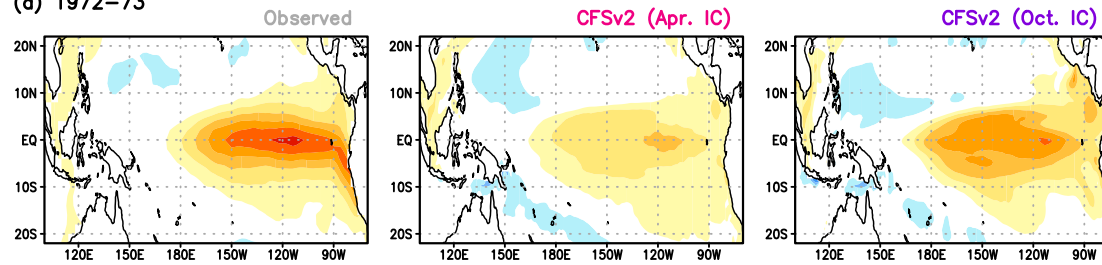 (a) 1972-73
Observed
CFSv2 (Apr. IC)
CFSv2 (Oct. IC)
20N 20N 20N
10N 10N 10N
EQ EQ EQ
10S 10S 10S
20S 20S 20S
120E 150E 180E 150W 120W 90W 120E 150E 180E 150W 120W 90W 120E 150E 180E 150W 120W 90W